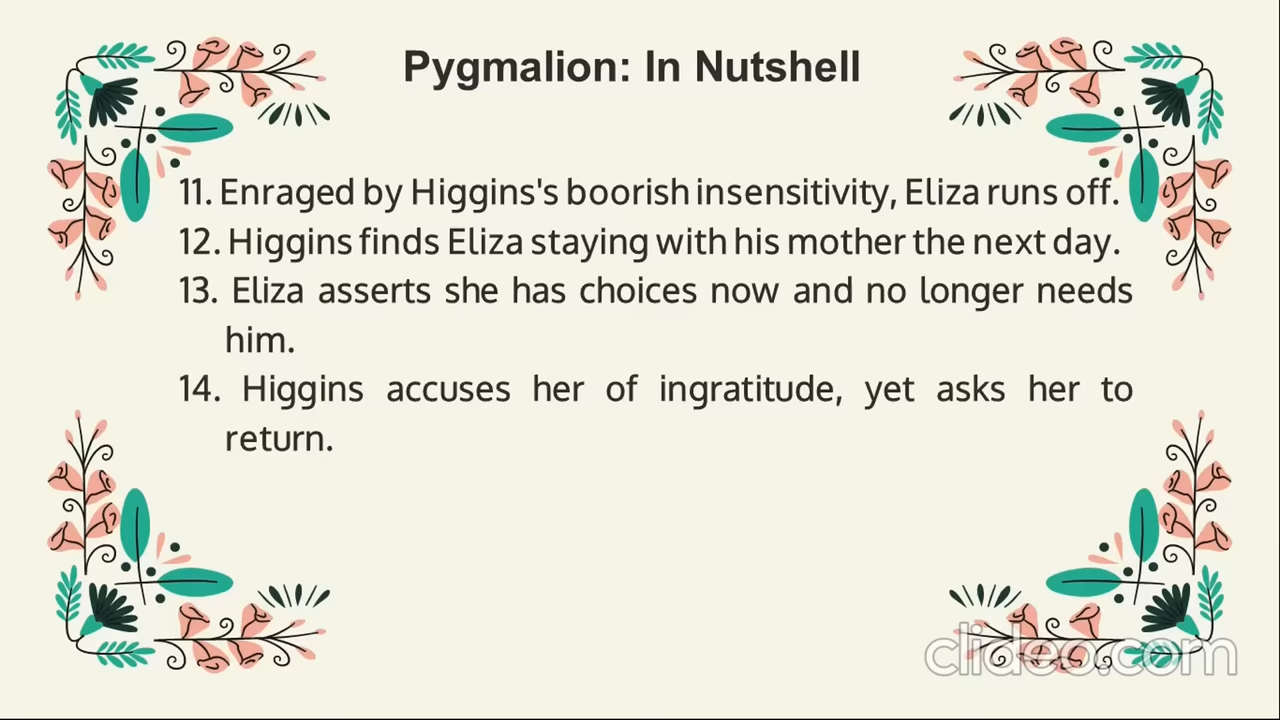 Pygmalion: In Nutshell
11. Enraged by Higgins's boorish insensitivity, Eliza runs off.
12. Higgins finds Eliza staying with his mother the next day.
13. Eliza asserts she has choices now and no longer needs
him.
14. Higgins accuses her of ingratitude, yet asks her to
return.
clideo.com